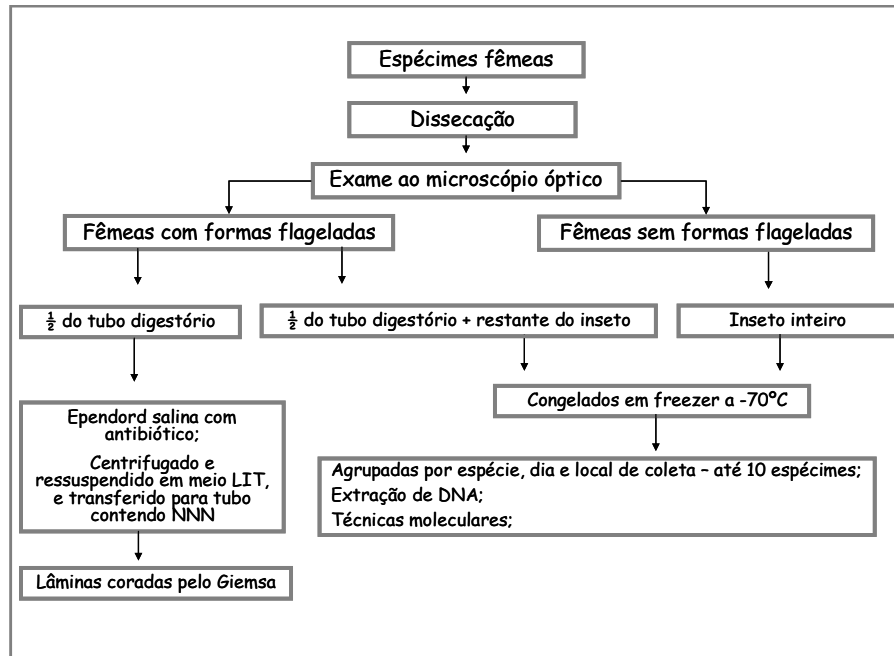 Espécimes fêmeas
Dissecação
Exame ao microscópio óptico
Fêmeas com formas flageladas
Fêmeas sem formas flageladas
½ do tubo digestório
½ do tubo digestório + restante do inseto
Inseto inteiro
Ependord salina com
antibiótico;
Centrifugado e
ressuspendido em meio LIT,
e transferido para tubo
contendo NNN
Congelados em freezer a -70ºC
Agrupadas por espécie, dia e local de coleta – até 10 espécimes;
Extração de DNA;
Técnicas moleculares;
Lâminas coradas pelo Giemsa